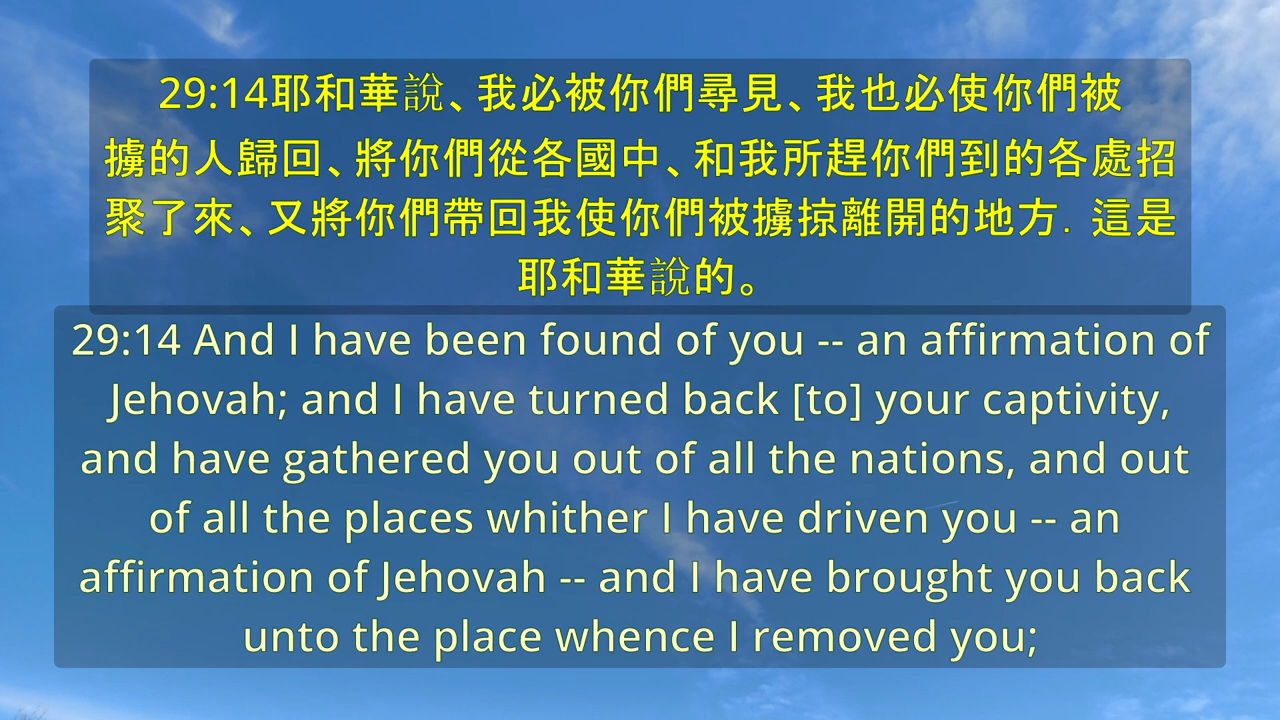 29:14耶和華說、我必被你們尋見、我也必使你們被
擄的人歸回、將你們從各國中、和我所趕你們到的各處招
聚了來、又將你們帶回我使你們被擄掠離開的地方．這是
耶和華說的。
29:14 And I have been found of you -- an affirmation of
Jehovah; and I have turned back [to] your captivity,
and have gathered you out of all the nations, and out
of all the places whither I have driven you -- an
affirmation of Jehovah -- and I have brought you back
unto the place whence I removed you;